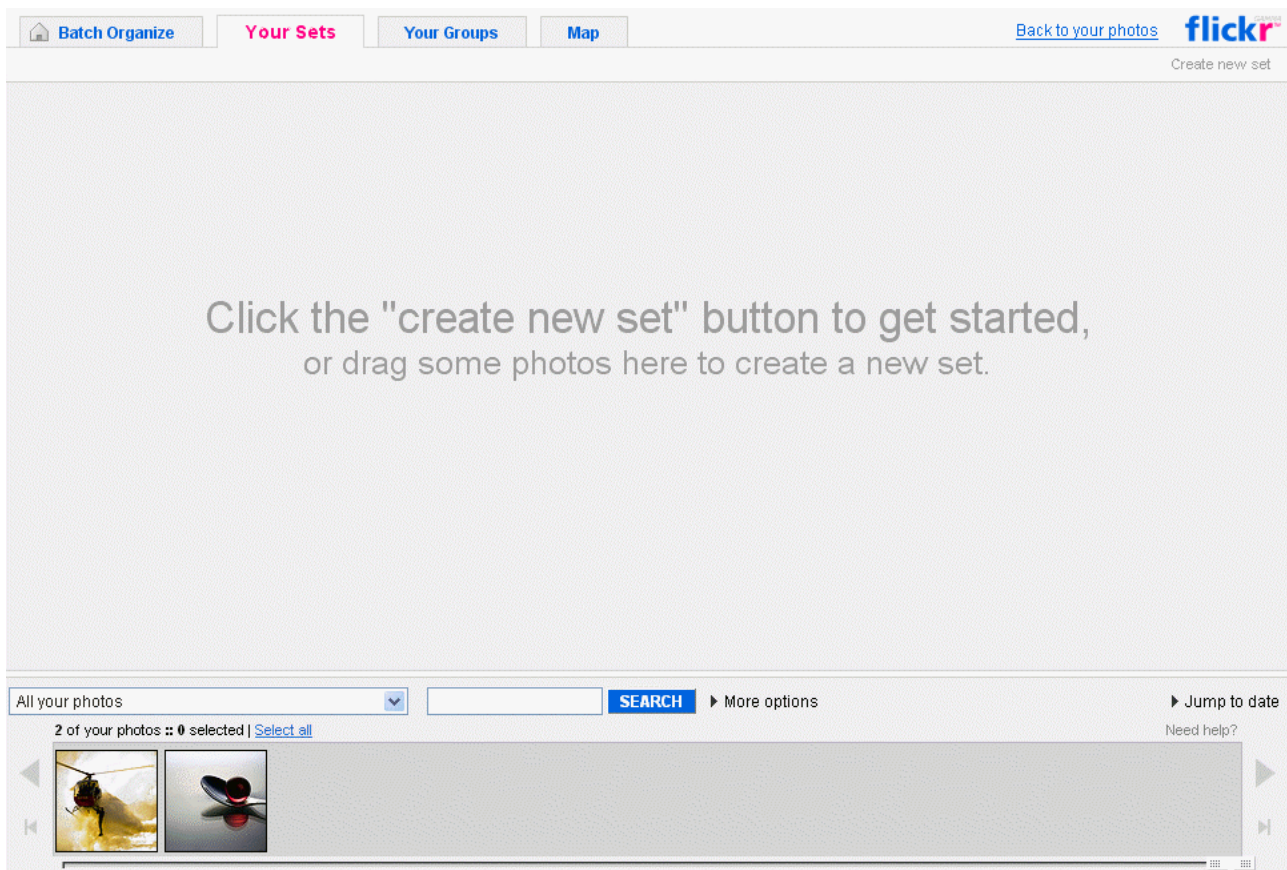 Batch Organize Your Sets Your Groups Map Back to your photos flickr
Create new set
Click the "create new set" button to get started,
or drag some photos here to create a new set.
All your photos SEARCH More options Jump to date
2 of your photos :: 0 selected | Select all Need help?